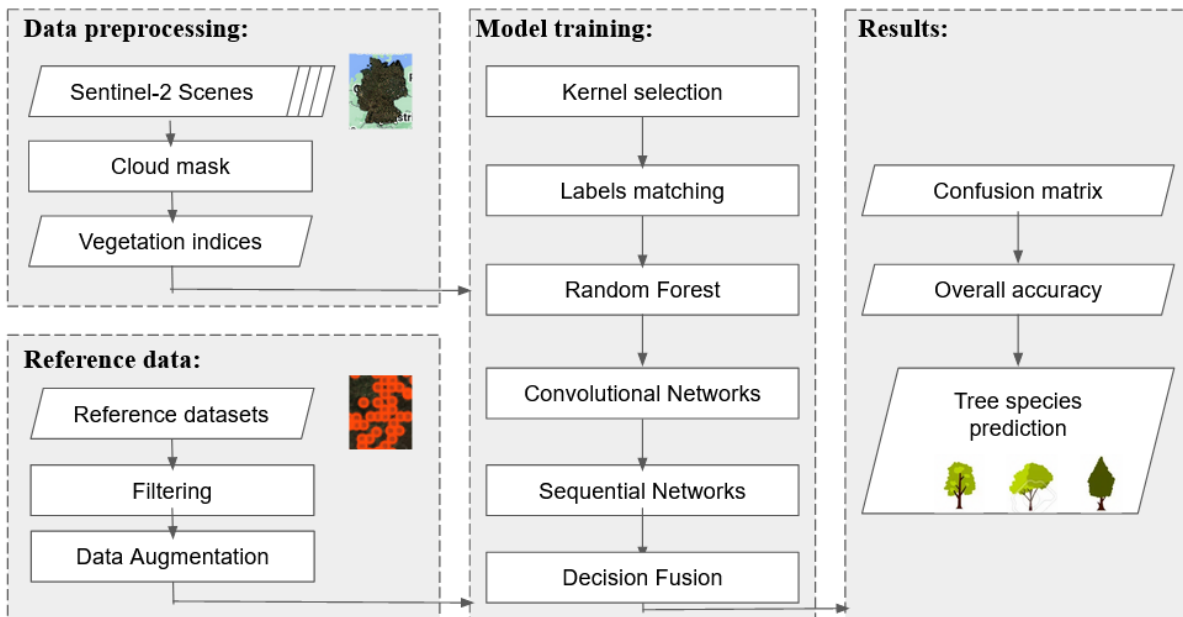 Data preprocessing:
Sentinel-2 Scenes
Cloud mask
Vegetation indices
Reference data:
Reference datasets
Filtering
Data Augmentation
Model training:
Kernel selection
Labels matching
Random Forest
Convolutional Networks
Sequential Networks
Decision Fusion
Results:
Confusion matrix
Overall accuracy
Tree species
prediction